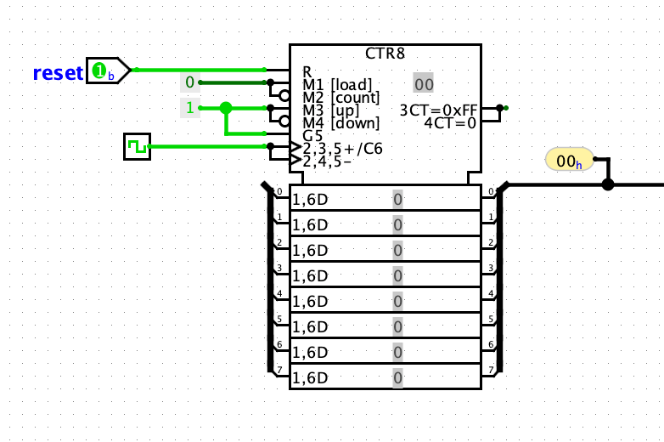 CTR8
reset 1b
R
0 M1 [load] 00
M2 [count]
1 M3 [up] 3CT=0xFF
M4 [down] 4CT=0
G5
2,3,5+/C6
2,4,5-
00h
0 1,6D 0 0
1 1,6D 0 1
2 1,6D 0 2
3 1,6D 0 3
4 1,6D 0 4
5 1,6D 0 5
6 1,6D 0 6
7 1,6D 0 7